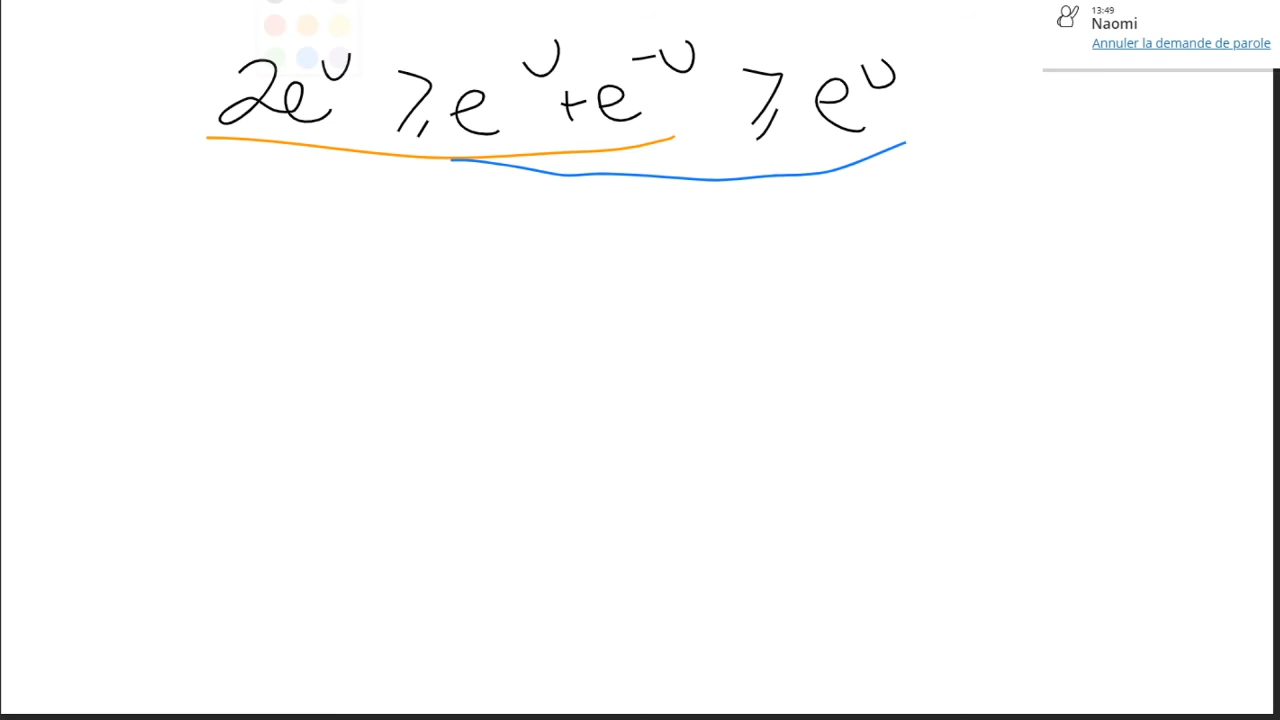 2e^υ ⩾ e^υ + e^-υ ⩾ e^υ
13:49
Naomi
Annuler la demande de parole